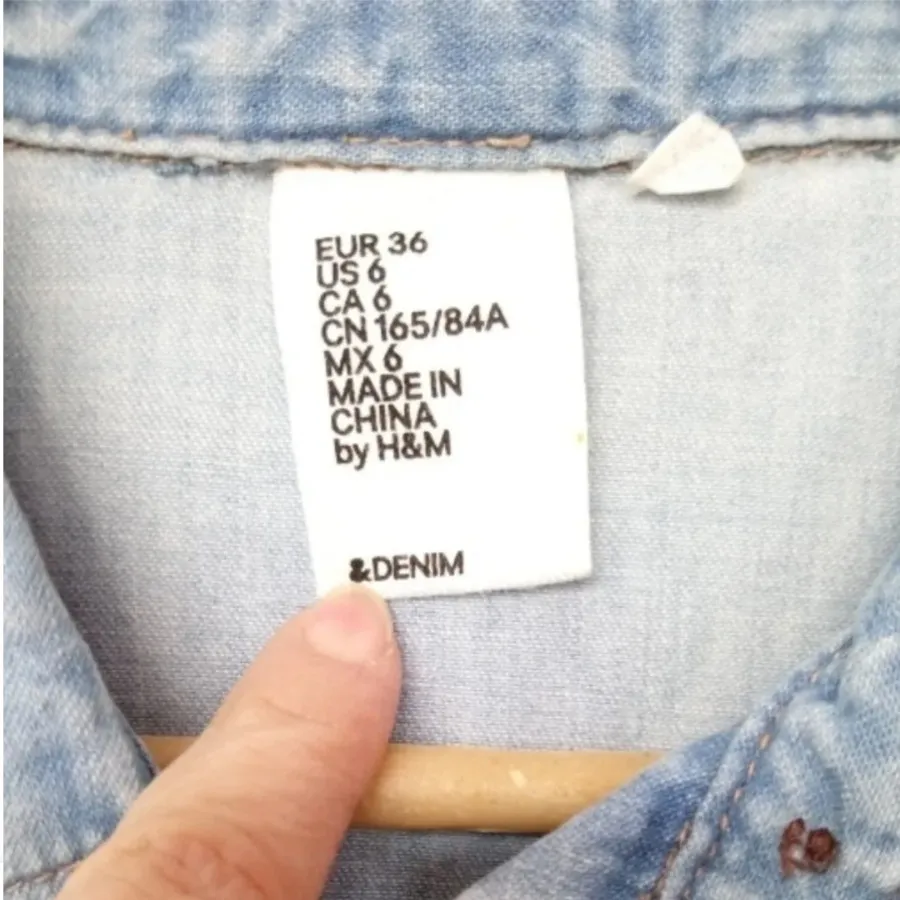 EUR 36
US 6
CA 6
CN 165/84A
MX 6
MADE IN
CHINA
by H&M
&DENIM